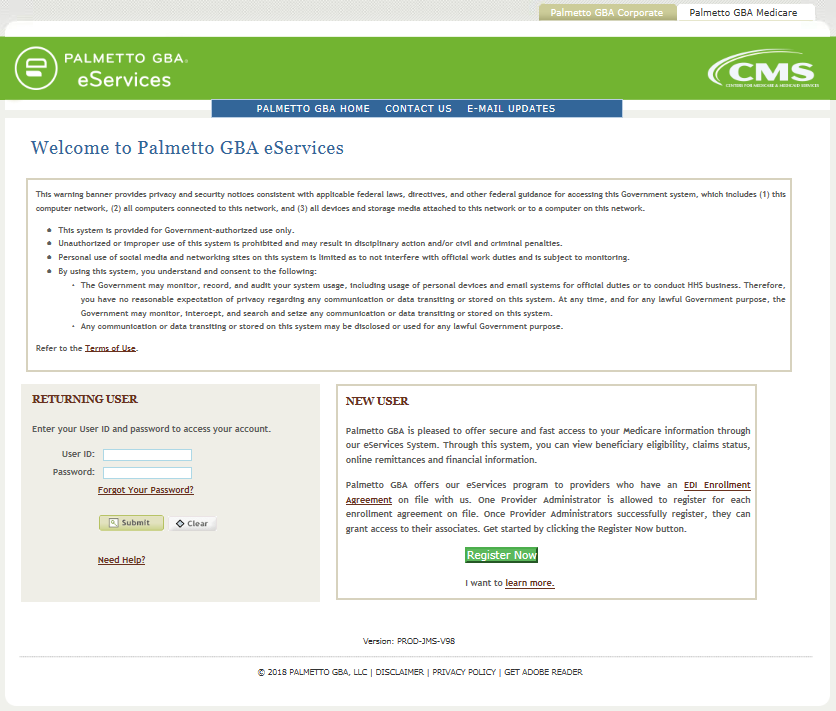 Palmetto GBA Corporate Palmetto GBA Medicare
PALMETTO GBA.
eServices
CMS
CENTERS FOR MEDICARE & MEDICAID SERVICES
PALMETTO GBA HOME CONTACT US E-MAIL UPDATES
Welcome to Palmetto GBA eServices
This warning banner provides privacy and security notices consistent with applicable federal laws, directives, and other federal guidance for accessing this Government system, which includes (1) this
computer network, (2) all computers connected to this network, and (3) all devices and storage media attached to this network or to a computer on this network.
• This system is provided for Government-authorized use only.
• Unauthorized or improper use of this system is prohibited and may result in disciplinary action and/or civil and criminal penalties.
• Personal use of social media and networking sites on this system is limited as to not interfere with official work duties and is subject to monitoring.
• By using this system, you understand and consent to the following:
• The Government may monitor, record, and audit your system usage, including usage of personal devices and email systems for official duties or to conduct HHS business. Therefore,
you have no reasonable expectation of privacy regarding any communication or data transiting or stored on this system. At any time, and for any lawful Government purpose, the
Government may monitor, intercept, and search and seize any communication or data transiting or stored on this system.
• Any communication or data transiting or stored on this system may be disclosed or used for any lawful Government purpose.
Refer to the Terms of Use.
RETURNING USER
Enter your User ID and password to access your account.
User ID:
Password:
Forgot Your Password?
Submit Clear
Need Help?
NEW USER
Palmetto GBA is pleased to offer secure and fast access to your Medicare information through
our eServices System. Through this system, you can view beneficiary eligibility, claims status,
online remittances and financial information.
Palmetto GBA offers our eServices program to providers who have an EDI Enrollment
Agreement on file with us. One Provider Administrator is allowed to register for each
enrollment agreement on file. Once Provider Administrators successfully register, they can
grant access to their associates. Get started by clicking the Register Now button.
Register Now
I want to learn more.
Version: PROD-JMS-V98
© 2018 PALMETTO GBA, LLC | DISCLAIMER | PRIVACY POLICY | GET ADOBE READER